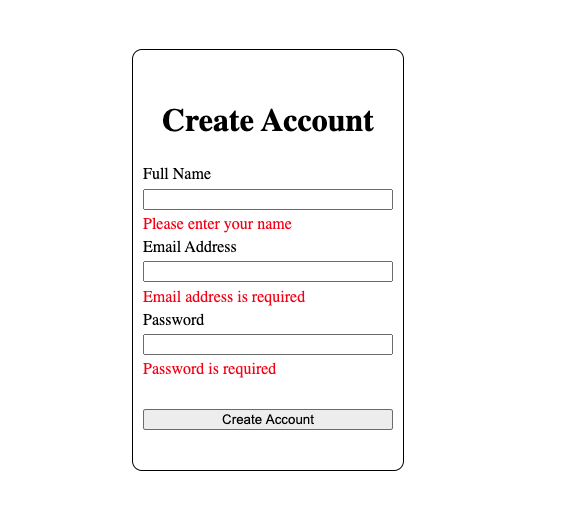 Create Account
Full Name
Please enter your name
Email Address
Email address is required
Password
Password is required
Create Account